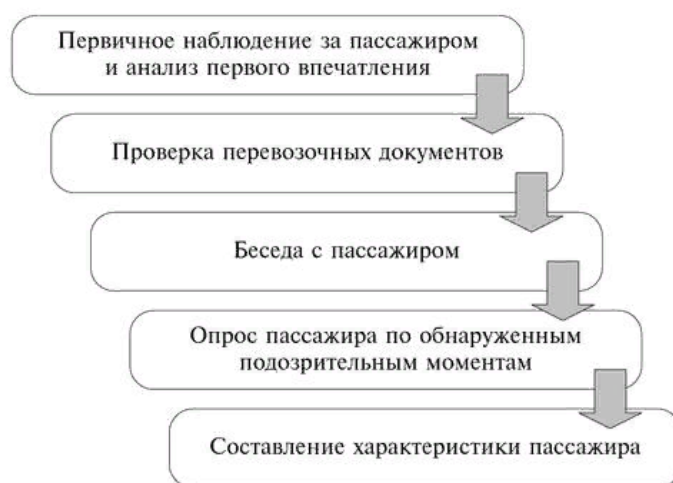 Первичное наблюдение за пассажиром
и анализ первого впечатления
Проверка перевозочных документов
Беседа с пассажиром
Опрос пассажира по обнаруженным
подозрительным моментам
Составление характеристики пассажира